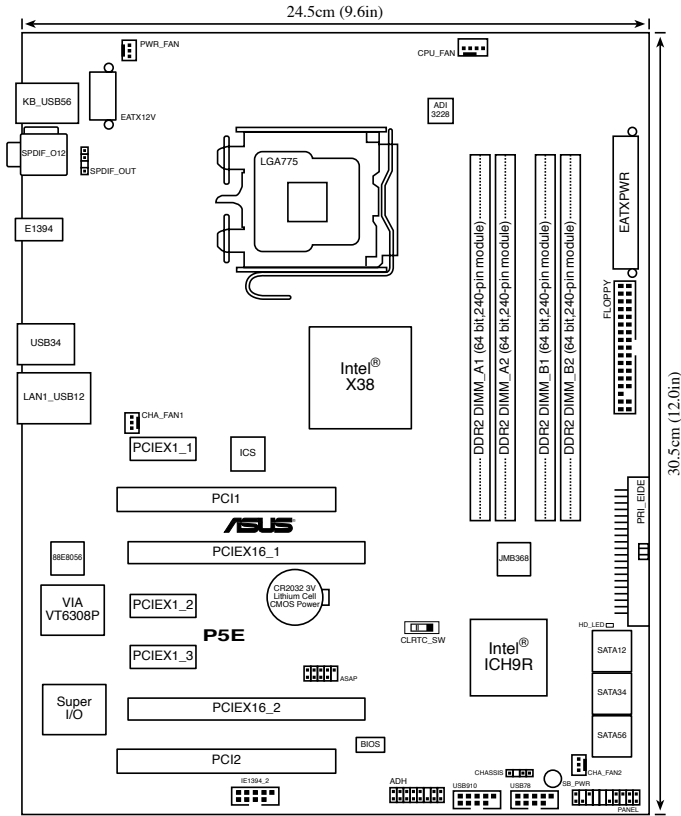 24.5cm (9.6in)
PWR_FAN
CPU_FAN
KB_USB56
EATX12V
ADI
3228
SPDIF_O12
SPDIF_OUT
LGA775
E1394
EATXPWR
DDR2 DIMM_A1 (64 bit,240-pin module)
DDR2 DIMM_A2 (64 bit,240-pin module)
DDR2 DIMM_B1 (64 bit,240-pin module)
DDR2 DIMM_B2 (64 bit,240-pin module)
FLOPPY
30.5cm (12.0in)
USB34
Intel®
X38
LAN1_USB12
CHA_FAN1
PCIEX1_1
ICS
PCI1
PRI_EIDE
ASUS
PCIEX16_1
88E8056
JMB368
CR2032 3V
Lithium Cell
CMOS Power
VIA
VT6308P
PCIEX1_2
P5E
CLRTC_SW
HD_LED
Intel®
ICH9R
SATA12
PCIEX1_3
ASAP
SATA34
Super
I/O
PCIEX16_2
SATA56
BIOS
PCI2
CHASSIS
CHA_FAN2
SB_PWR
IE1394_2
ADH
USB910
USB78
PANEL